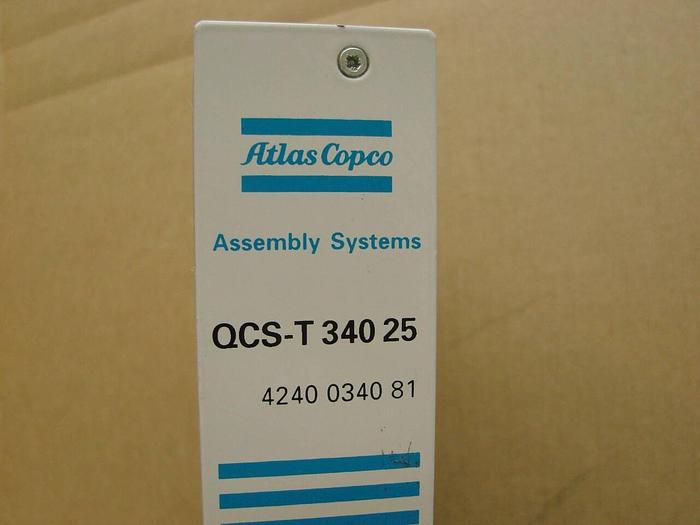 Atlas Copco
Assembly Systems
QCS-T 340 25
4240 0340 81